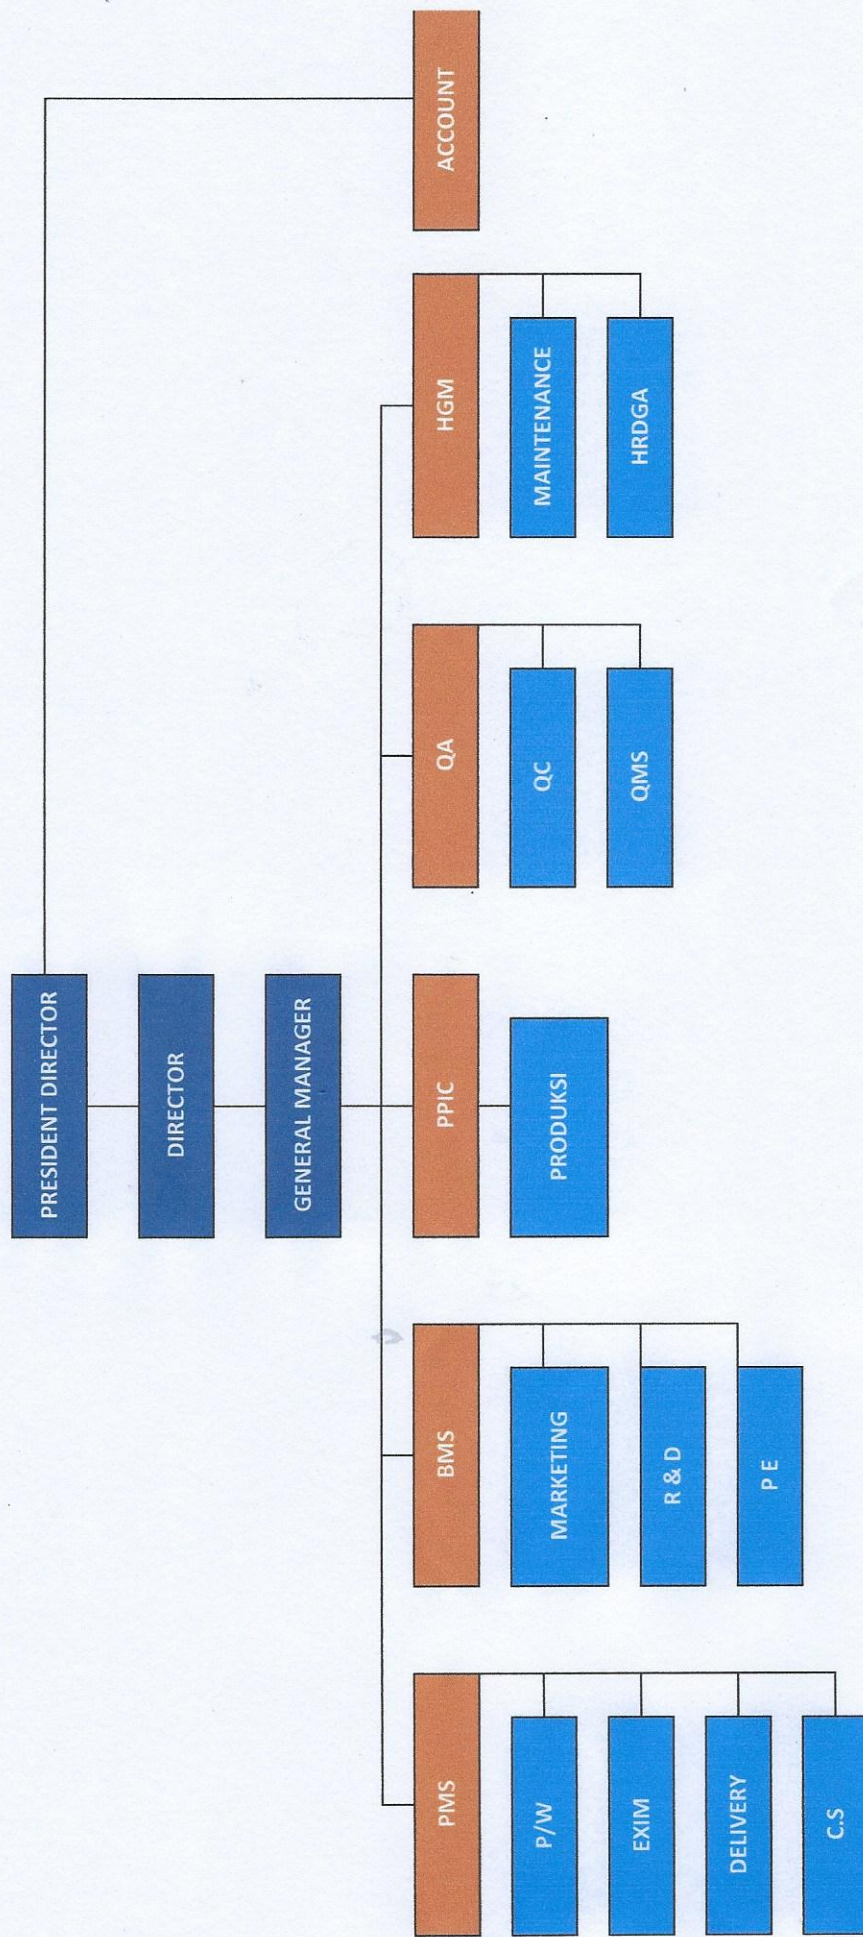 PRESIDENT DIRECTOR
DIRECTOR
GENERAL MANAGER
PMS
BMS
PPIC
QA
HGM
ACCOUNT
P/W
EXIM
DELIVERY
C.S
MARKETING
R & D
P E
PRODUKSI
QC
QMS
MAINTENANCE
HRDGA